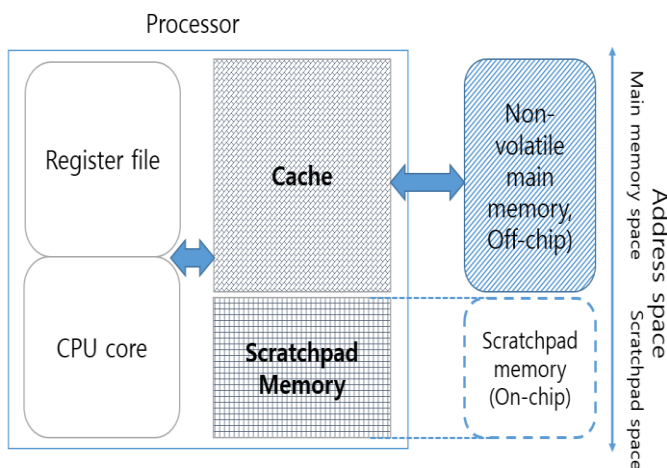 Processor
Register file
CPU core
Cache
Scratchpad
Memory
Non-
volatile
main
memory,
Off-chip)
Scratchpad
memory
(On-chip)
Main memory space
Scratchpad space
Address space